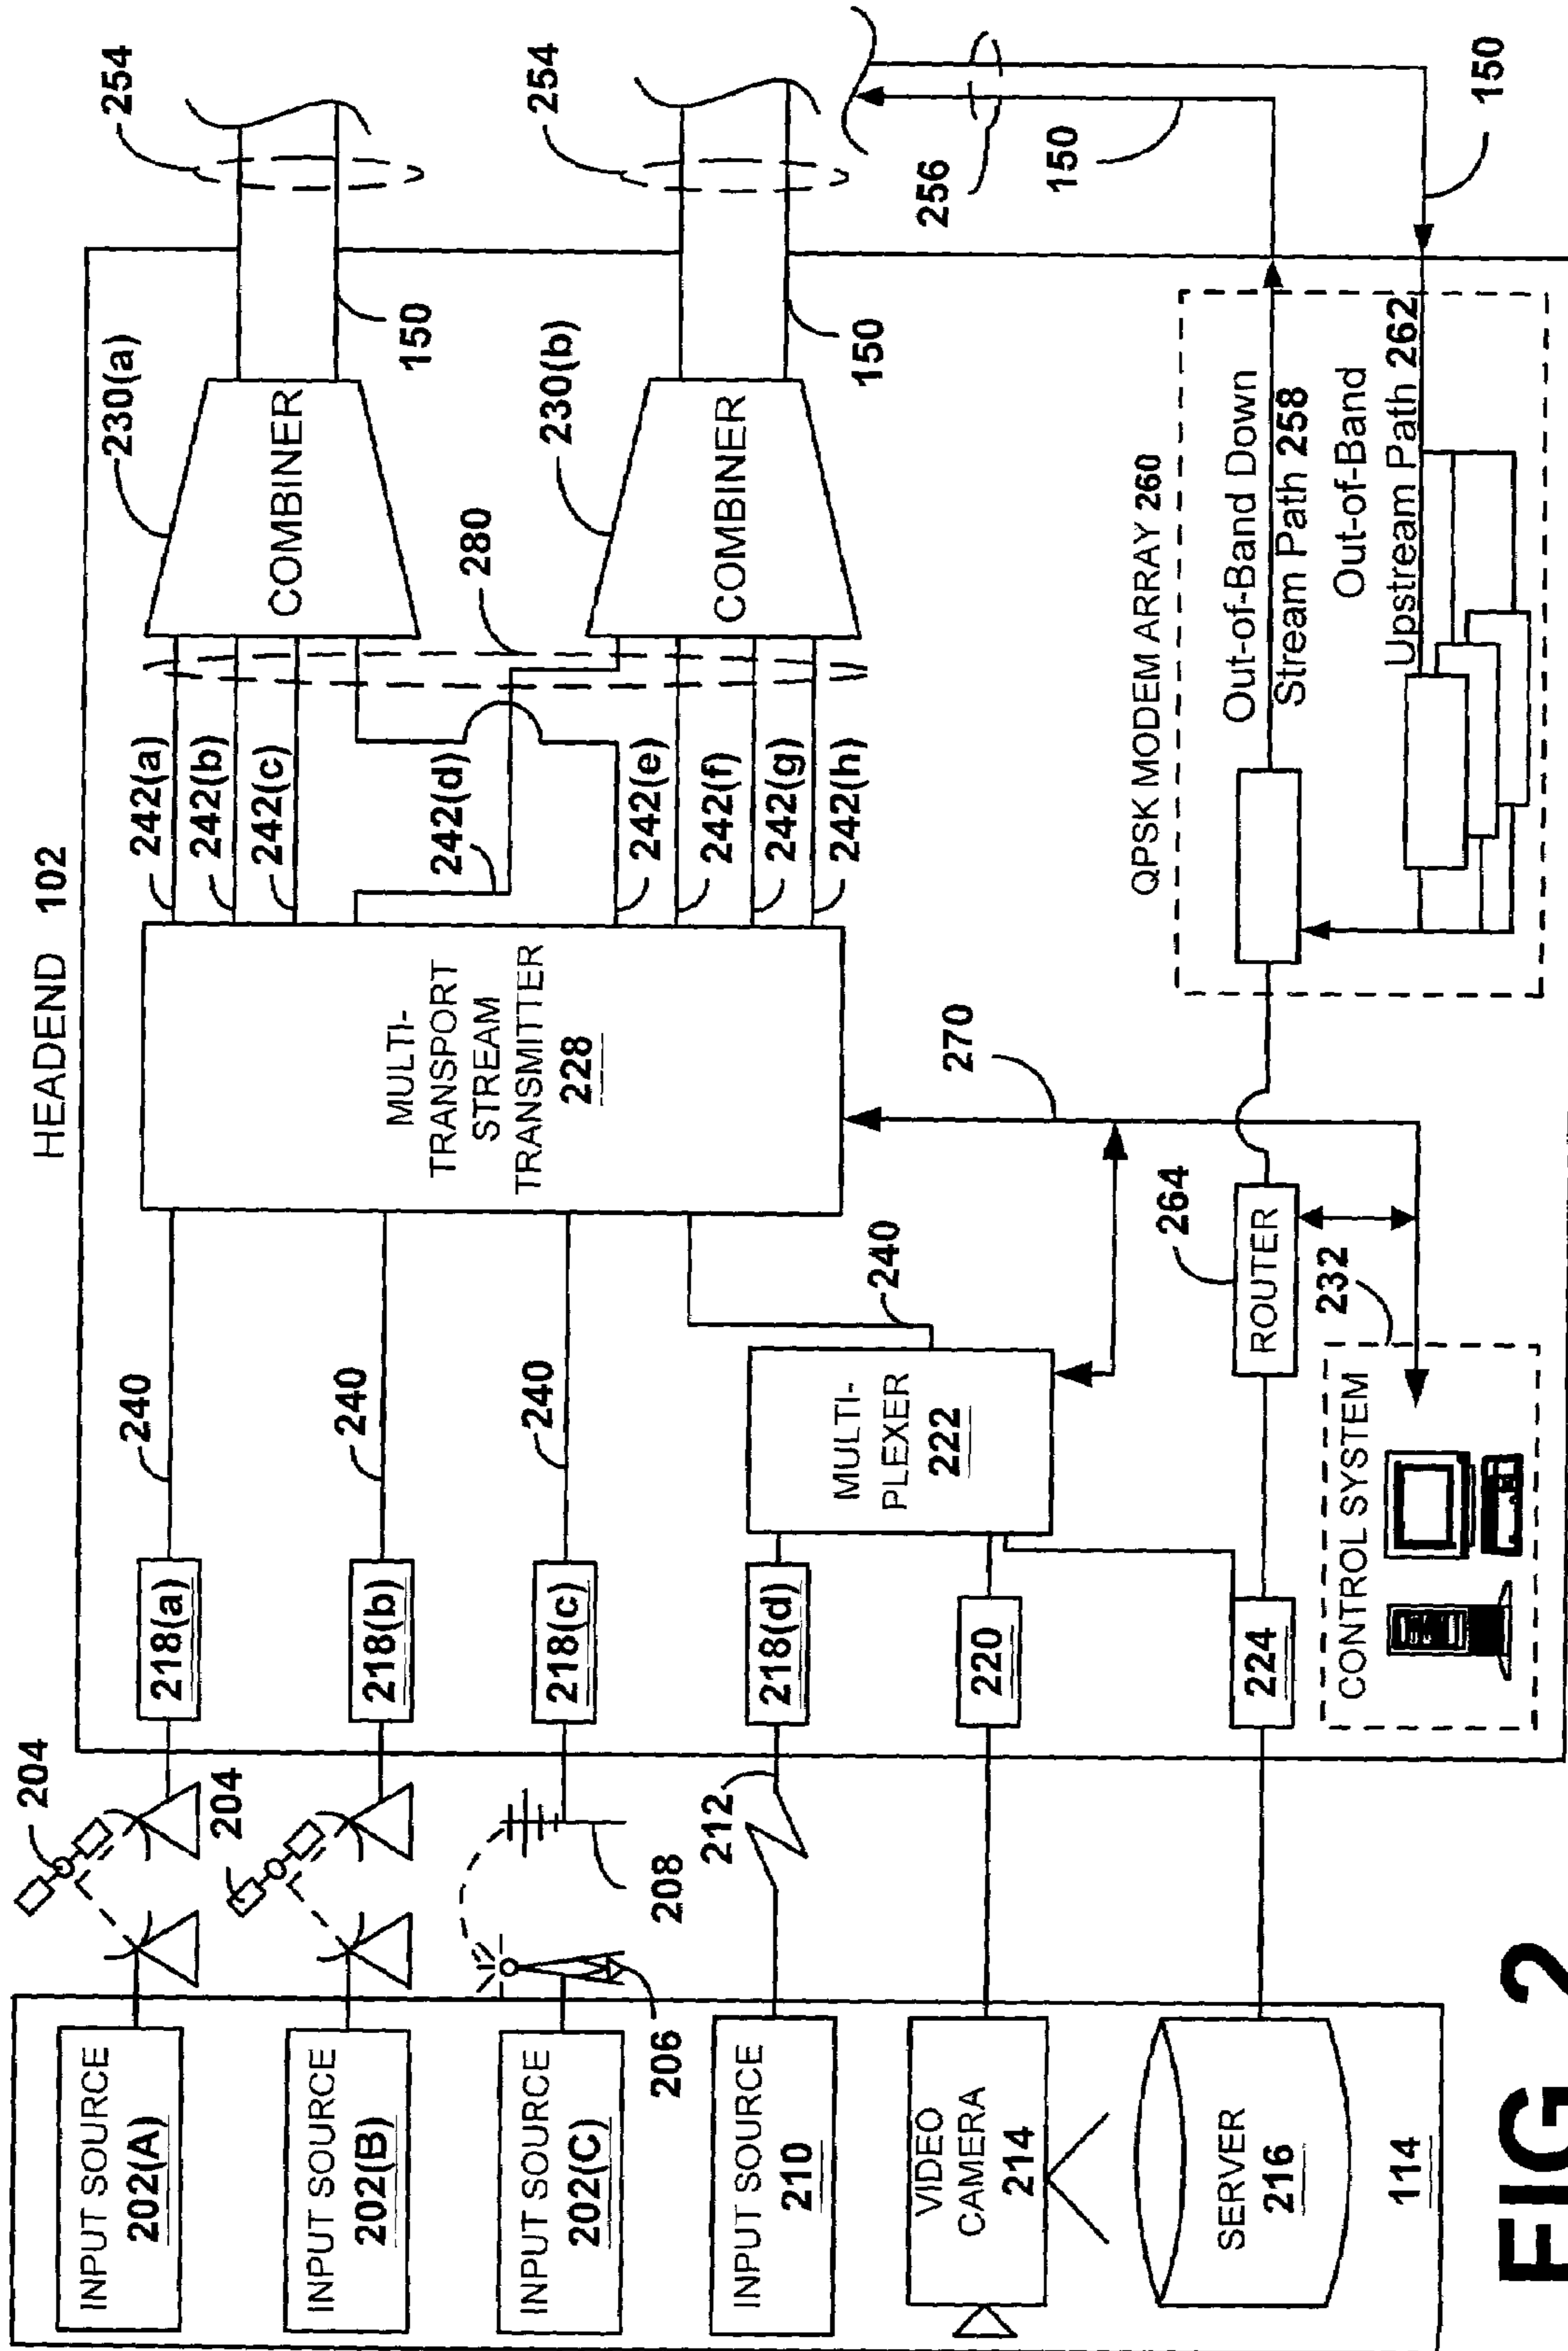 HEADEND 102
INPUT SOURCE
202(A)
INPUT SOURCE
202(B)
INPUT SOURCE
202(C)
INPUT SOURCE
210
VIDEO
CAMERA
214
SERVER
216
114
204
204
206
208
212
218(a)
218(b)
218(c)
218(d)
220
224
240
240
240
240
MULTI-
PLEXER
222
MULTI-
TRANSPORT
STREAM
TRANSMITTER
228
242(a)
242(b)
242(c)
242(d)
242(e)
242(f)
242(g)
242(h)
280
230(a)
COMBINER
150
254
230(b)
COMBINER
150
254
256
150
150
270
264
ROUTER
232
CONTROL SYSTEM
QPSK MODEM ARRAY 260
Out-of-Band Down
Stream Path 258
Out-of-Band
Upstream Path 262
FIG 2